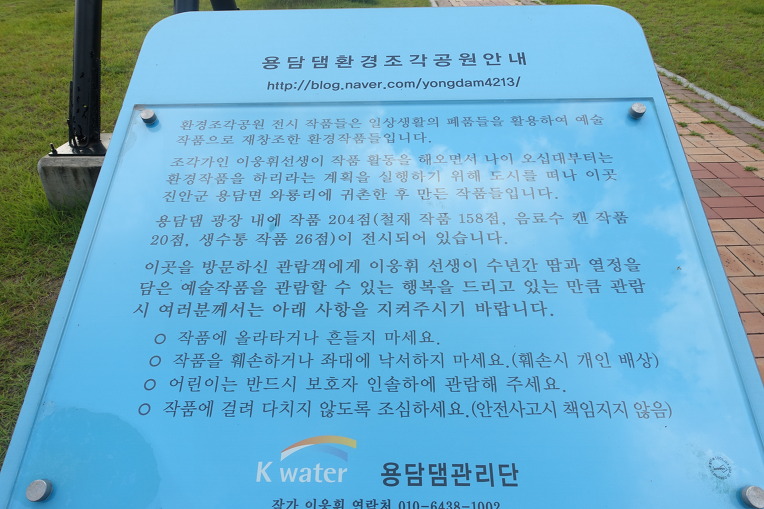 용담댐환경조각공원안내
http://blog.naver.com/yongdam4213/
환경조각공원 전시 작품들은 일상생활의 폐품들을 활용하여 예술
작품으로 재창조한 환경작품들입니다.
조각가인 이웅휘선생이 작품 활동을 해오면서 나이 오십대부터는
환경작품을 하리라는 계획을 실행하기 위해 도시를 떠나 이곳
진안군 용담면 와룡리에 귀촌한 후 만든 작품들입니다.
용담댐 광장 내에 작품 204점(철재 작품 158점, 음료수 캔 작품
20점, 생수통 작품 26점)이 전시되어 있습니다.
이곳을 방문하신 관람객에게 이웅휘 선생이 수년간 땀과 열정을
담은 예술작품을 관람할 수 있는 행복을 드리고 있는 만큼 관람
시 여러분께서는 아래 사항을 지켜주시기 바랍니다.
○ 작품에 올라타거나 흔들지 마세요.
○ 작품을 훼손하거나 좌대에 낙서하지 마세요.(훼손시 개인 배상)
○ 어린이는 반드시 보호자 인솔하에 관람해 주세요.
○ 작품에 걸려 다치지 않도록 조심하세요.(안전사고시 책임지지 않음)
K water 용담댐관리단
작가 이웅휘 연락처 010-6438-1002